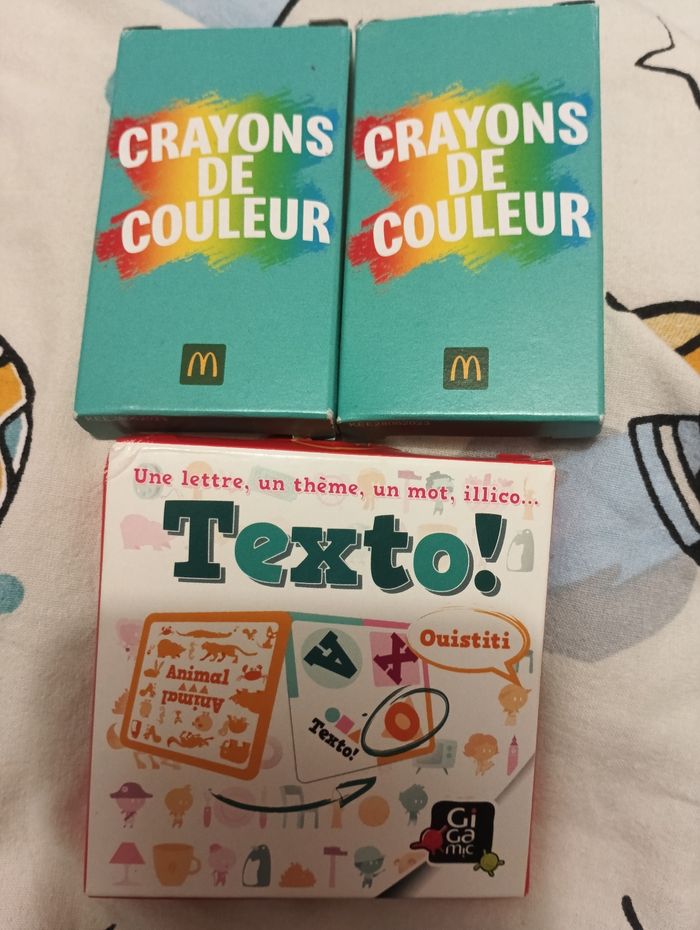 CRAYONS
DE
COULEUR
CRAYONS
DE
COULEUR
KEE28062023
Une lettre, un thème, un mot, illico...
Texto!
Ouistiti
Animal
Animal
A
X
O
Texto!
GiGamic